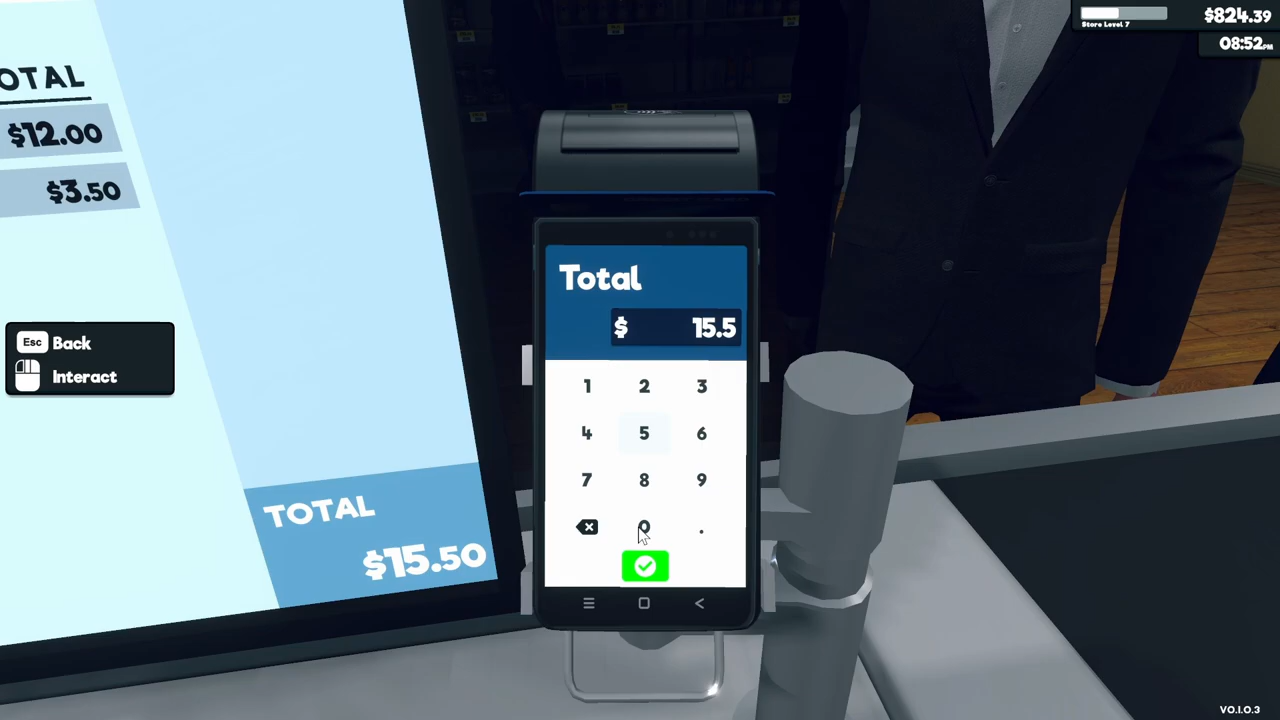 $824.39
Store Level 7
08:52PM
OTAL
$12.00
$3.50
Total
$ 15.5
Esc Back
Interact
1 2 3
4 5 6
7 8 9
0 .
TOTAL
$15.50
V0.1.0.3